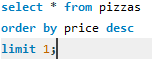 select * from pizzas
order by price desc
limit 1;